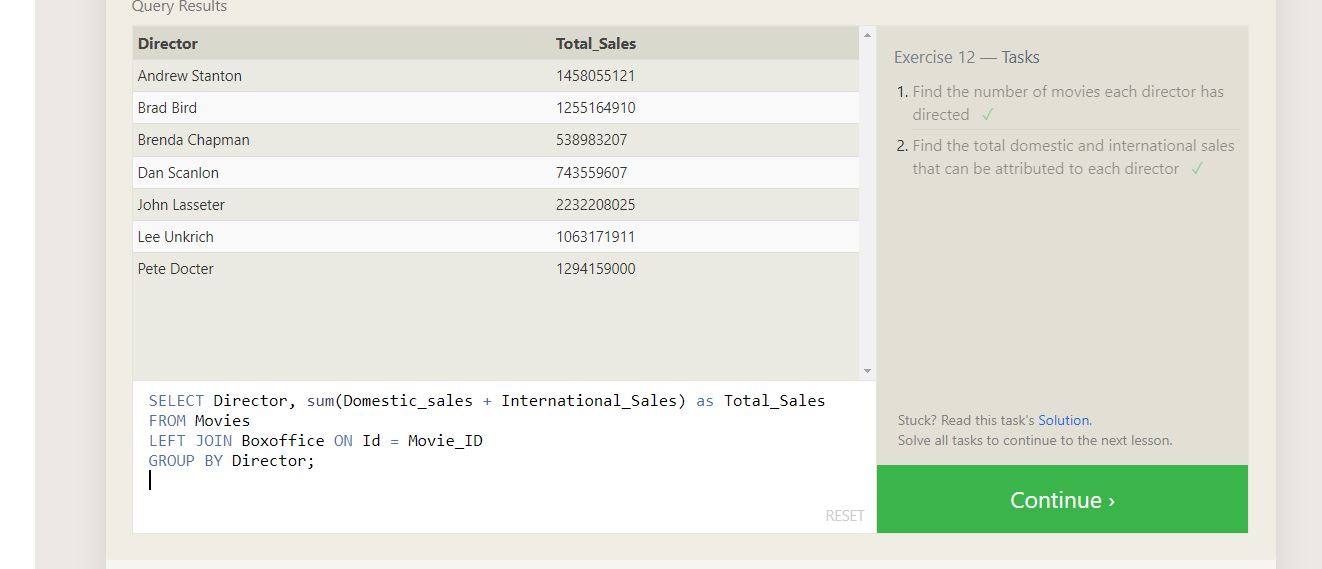 Query Results
Director Total_Sales
Andrew Stanton 1458055121
Brad Bird 1255164910
Brenda Chapman 538983207
Dan Scanlon 743559607
John Lasseter 2232208025
Lee Unkrich 1063171911
Pete Docter 1294159000
SELECT Director, sum(Domestic_sales + International_Sales) as Total_Sales
FROM Movies
LEFT JOIN Boxoffice ON Id = Movie_ID
GROUP BY Director;
RESET
Exercise 12 — Tasks
1. Find the number of movies each director has
directed ✓
2. Find the total domestic and international sales
that can be attributed to each director ✓
Stuck? Read this task's Solution.
Solve all tasks to continue to the next lesson.
Continue ›